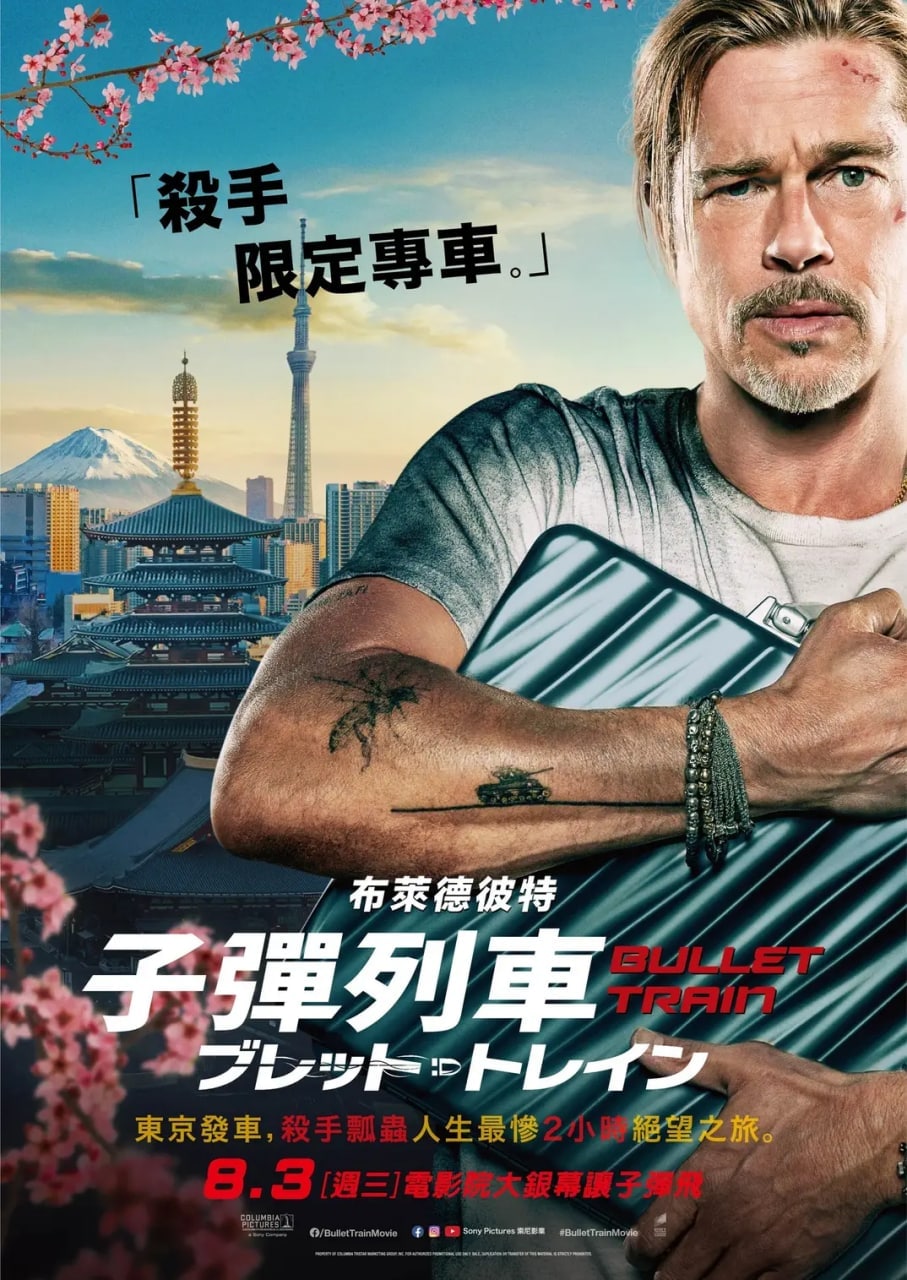 「殺手
限定專車。」
布萊德彼特
子彈列車
BULLET
TRAIN
ブレット:トレイン
東京發車,殺手瓢蟲人生最慘2小時絕望之旅。
8.3[週三]電影院大銀幕讓子彈飛
COLUMBIA
PICTURES
a Sony Company
/BulletTrainMovie
Sony Pictures 索尼影業
#BulletTrainMovie